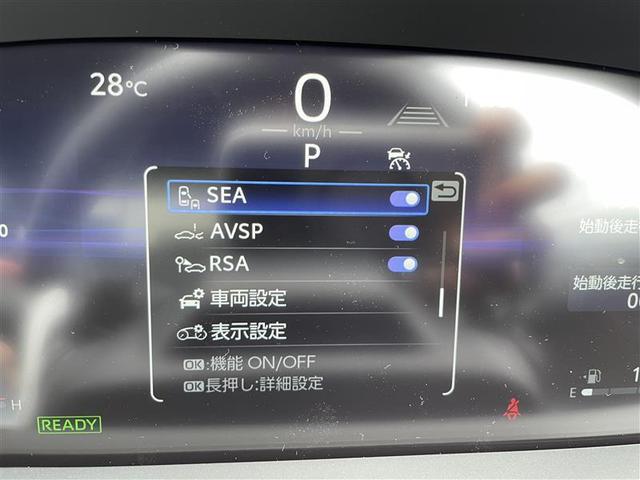 28°C
0
km/h
P
SEA
AVSP
RSA
車両設定
表示設定
OK:機能 ON/OFF
OK長押し:詳細設定
始動後走
始動後走行
E
H
READY